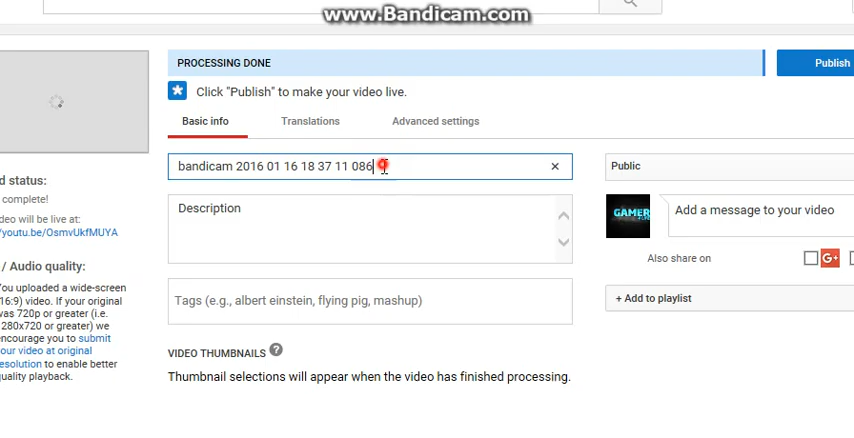 www.Bandicam.com
PROCESSING DONE
Publish
Click "Publish" to make your video live.
Basic info
Translations
Advanced settings
bandicam 2016 01 16 18 37 11 086
Public
d status:
complete!
Description
GAMER
Add a message to your video
ideo will be live at:
/youtu.be/OsmvUkfMUYA
Also share on
G+
/ Audio quality:
You uploaded a wide-screen
16:9) video. If your original
was 720p or greater (i.e.
1280x720 or greater) we
encourage you to submit
your video at original
resolution to enable better
quality playback.
Tags (e.g., albert einstein, flying pig, mashup)
+ Add to playlist
VIDEO THUMBNAILS ?
Thumbnail selections will appear when the video has finished processing.